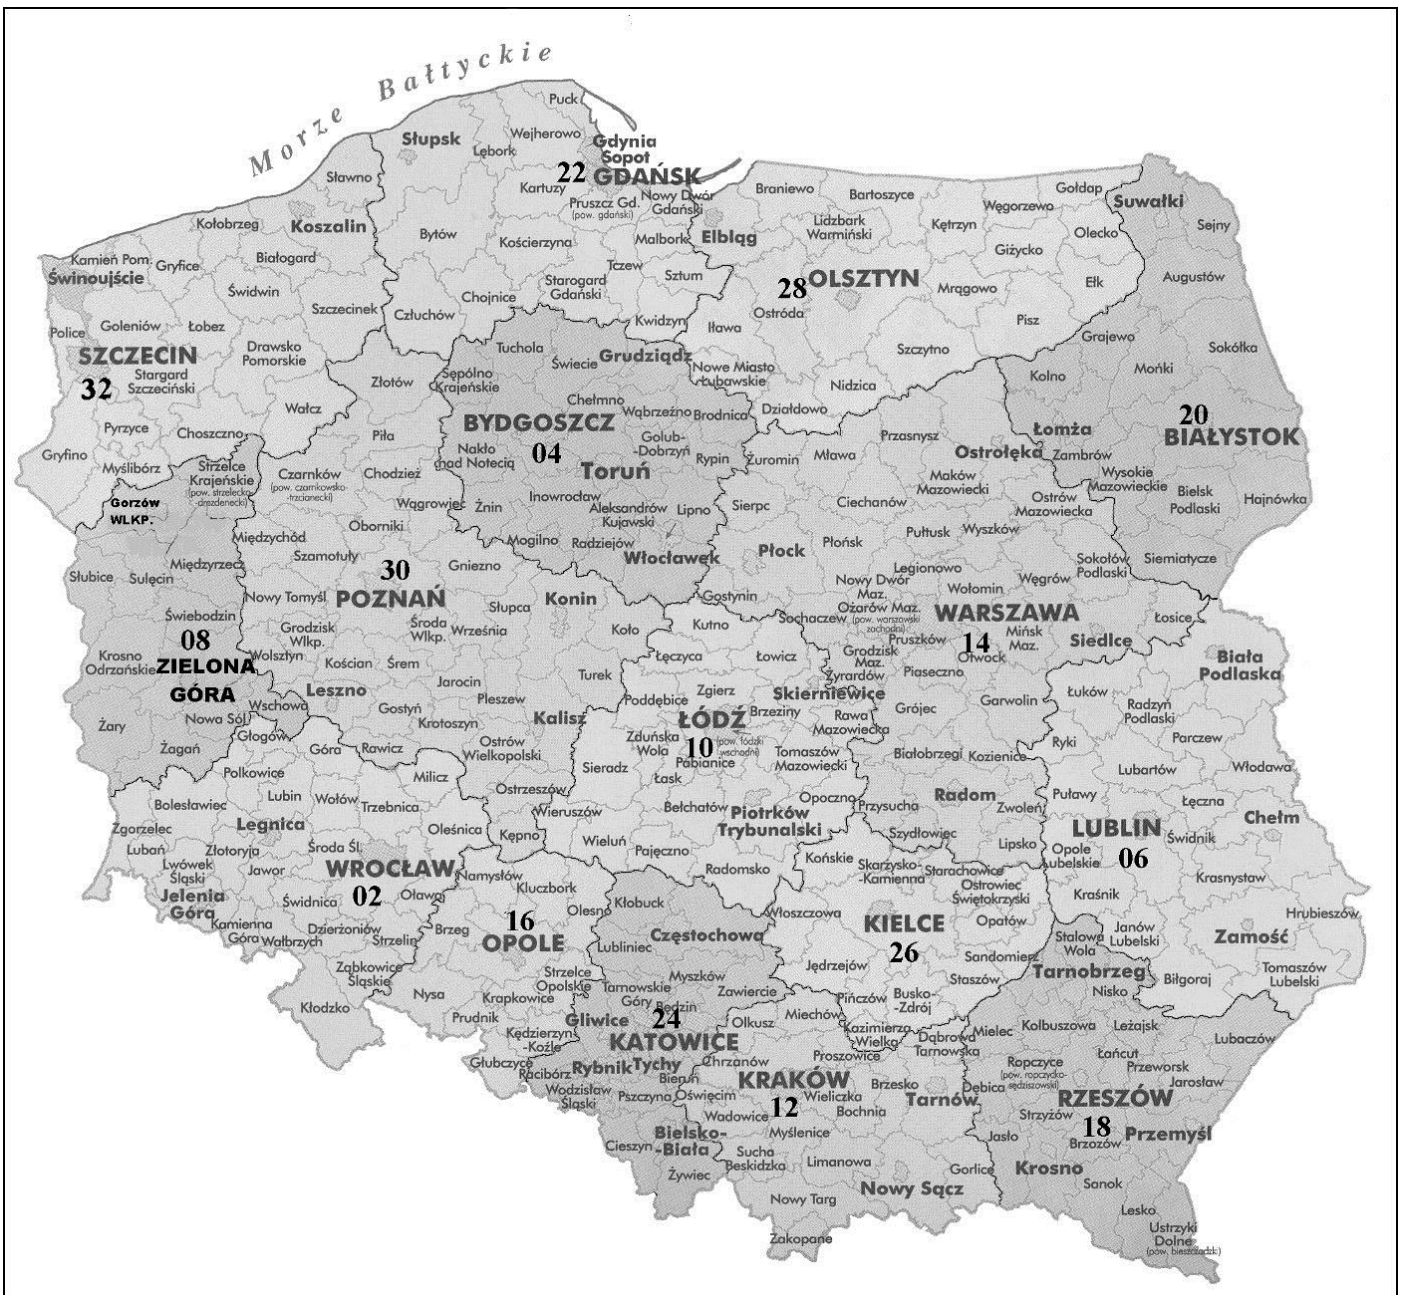 Morze Bałtyckie
Puck
Słupsk
Wejherowo
Lębork
Gdynia
Sopot
22 GDAŃSK
Kartuzy
Pruszcz Gd.
(pow. gdański)
Nowy Dwór
Gdański
Sławno
Kołobrzeg
Koszalin
Bytów
Kościerzyna
Malbork
Elbląg
Braniewo
Bartoszyce
Lidzbark
Warmiński
Kętrzyn
Węgorzewo
Gołdap
Suwałki
Sejny
Olecko
Giżycko
Kamień Pom.
Świnoujście
Gryfice
Białogard
Świdwin
Szczecinek
Człuchów
Chojnice
Starogard
Gdański
Tczew
Sztum
Kwidzyn
28 OLSZTYN
Ostróda
Iława
Mrągowo
Ełk
Pisz
Augustów
Police
Goleniów
Łobez
SZCZECIN
32
Stargard
Szczeciński
Drawsko
Pomorskie
Złotów
Sępólno
Krajeńskie
Tuchola
Świecie
Grudziądz
Nowe Miasto
Lubawskie
Nidzica
Szczytno
Grajewo
Sokółka
Kolno
Mońki
Pyrzyce
Choszczno
Wałcz
Piła
Chełmno
Wąbrzeźno
Brodnica
Działdowo
BYDGOSZCZ
04
Nakło
nad Notecią
Toruń
Golub-
-Dobrzyń
Rypin
Żuromin
Mława
Przasnysz
Ostrołęka
Łomża
Zambrów
20
BIAŁYSTOK
Gryfino
Myślibórz
Strzelce
Krajeńskie
(pow. strzelecko-
-drezdenecki)
Gorzów
WLKP.
Czarnków
(pow. czarnkowsko-
-trzcianecki)
Chodzież
Wągrowiec
Żnin
Inowrocław
Aleksandrów
Kujawski
Lipno
Sierpc
Ciechanów
Maków
Mazowiecki
Ostrów
Mazowiecka
Wysokie
Mazowieckie
Bielsk
Podlaski
Hajnówka
Międzychód
Oborniki
Szamotuły
Mogilno
Radziejów
Włocławek
Płock
Płońsk
Pułtusk
Wyszków
Sokołów
Podlaski
Siemiatycze
Słubice
Sulęcin
Międzyrzecz
30
POZNAŃ
Gniezno
Słupca
Konin
Gostynin
Nowy Dwór
Maz.
Legionowo
Wołomin
Węgrów
Nowy Tomyśl
Świebodzin
08
ZIELONA
GÓRA
Krosno
Odrzańskie
Grodzisk
Wlkp.
Środa
Wlkp.
Września
Koło
Kutno
Sochaczew
Ożarów Maz.
(pow. warszawski
zachodni)
Pruszków
WARSZAWA
14
Mińsk
Maz.
Siedlce
Łosice
Wolsztyn
Kościan
Śrem
Turek
Łęczyca
Łowicz
Grodzisk
Maz.
Żyrardów
Piaseczno
Otwock
Biała
Podlaska
Leszno
Gostyń
Jarocin
Pleszew
Krotoszyn
Kalisz
Poddębice
Zgierz
ŁÓDŹ
10
(pow. łódzki
wschodni)
Brzeziny
Skierniewice
Rawa
Mazowiecka
Grójec
Garwolin
Łuków
Radzyń
Podlaski
Parczew
Żary
Żagań
Nowa Sól
Wschowa
Głogów
Góra
Rawicz
Ostrów
Wielkopolski
Zduńska
Wola
Pabianice
Łask
Sieradz
Tomaszów
Mazowiecki
Białobrzegi
Kozienice
Ryki
Lubartów
Włodawa
Polkowice
Lubin
Wołów
Milicz
Trzebnica
Ostrzeszów
Wieruszów
Bełchatów
Piotrków
Trybunalski
Opoczno
Przysucha
Radom
Zwoleń
Puławy
Łęczna
Chełm
Bolesławiec
Zgorzelec
Lubań
Legnica
Złotoryja
Środa Śl.
Oleśnica
Kępno
Wieluń
Pajęczno
Radomsko
Szydłowiec
Lipsko
LUBLIN
06
Opole
Lubelskie
Świdnik
Lwówek
Śląski
Jawor
WROCŁAW
02
Jelenia
Góra
Świdnica
Oława
Namysłów
Kluczbork
Olesno
Kłobuck
Końskie
Skarżysko-
-Kamienna
Starachowice
Ostrowiec
Świętokrzyski
Kraśnik
Krasnystaw
Kamienna
Góra
Wałbrzych
Dzierżoniów
Strzelin
Brzeg
16
OPOLE
Lubliniec
Częstochowa
Włoszczowa
KIELCE
26
Opatów
Stalowa
Wola
Janów
Lubelski
Zamość
Hrubieszów
Ząbkowice
Śląskie
Kłodzko
Nysa
Strzelce
Opolskie
Krapkowice
Prudnik
Tarnowskie
Góry
Myszków
Zawiercie
Jędrzejów
Sandomierz
Staszów
Tarnobrzeg
Nisko
Biłgoraj
Tomaszów
Lubelski
Kędzierzyn
-Koźle
Głubczyce
Gliwice
Będzin
24
KATOWICE
Olkusz
Miechów
Pińczów
Busko-
-Zdrój
Kazimierza
Wielka
Dąbrowa
Tarnowska
Mielec
Kolbuszowa
Leżajsk
Lubaczów
Racibórz
Rybnik
Tychy
Bieruń
Chrzanów
Proszowice
Ropczyce
(pow. ropczycko-
sędziszowski)
Łańcut
Przeworsk
Jarosław
Wodzisław
Śląski
Pszczyna
Oświęcim
KRAKÓW
12
Wieliczka
Brzesko
Bochnia
Tarnów
Dębica
RZESZÓW
18
Strzyżów
Przemyśl
Wadowice
Myślenice
Bielsko-
-Biała
Cieszyn
Żywiec
Sucha
Beskidzka
Limanowa
Gorlice
Jasło
Brzozów
Krosno
Sanok
Nowy Sącz
Nowy Targ
Zakopane
Lesko
Ustrzyki
Dolne
(pow. bieszczadzki)